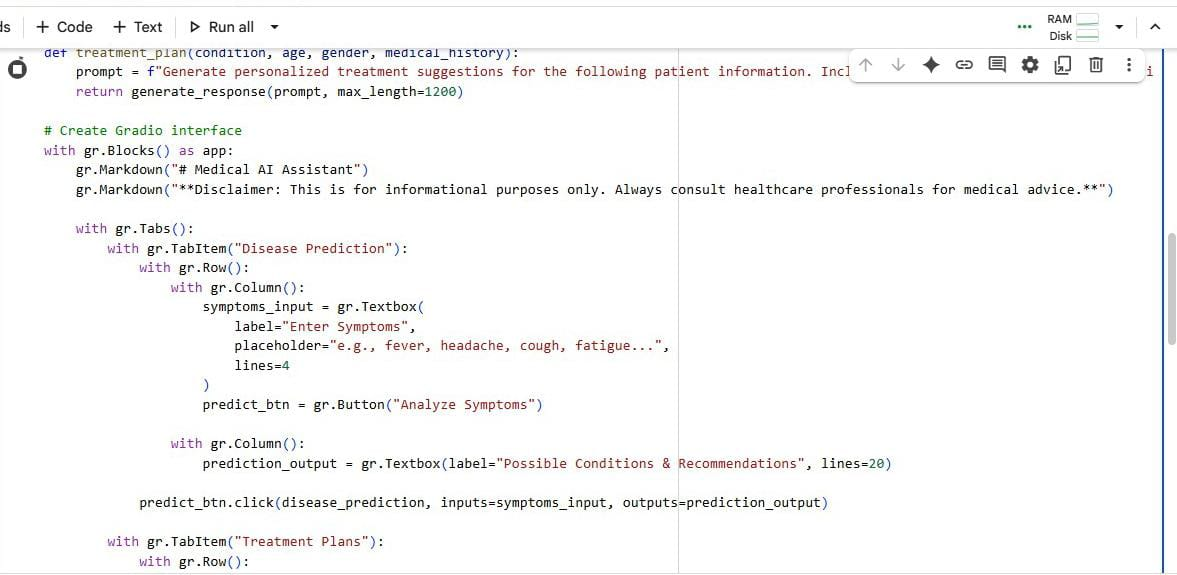 ds + Code + Text Run all RAM Disk
def treatment_plan(condition, age, gender, medical_history):
    prompt = f"Generate personalized treatment suggestions for the following patient information. Incl
    return generate_response(prompt, max_length=1200)

# Create Gradio interface
with gr.Blocks() as app:
    gr.Markdown("# Medical AI Assistant")
    gr.Markdown("**Disclaimer: This is for informational purposes only. Always consult healthcare professionals for medical advice.**")

    with gr.Tabs():
        with gr.TabItem("Disease Prediction"):
            with gr.Row():
                with gr.Column():
                    symptoms_input = gr.Textbox(
                        label="Enter Symptoms",
                        placeholder="e.g., fever, headache, cough, fatigue...",
                        lines=4
                    )
                    predict_btn = gr.Button("Analyze Symptoms")

                with gr.Column():
                    prediction_output = gr.Textbox(label="Possible Conditions & Recommendations", lines=20)

            predict_btn.click(disease_prediction, inputs=symptoms_input, outputs=prediction_output)

        with gr.TabItem("Treatment Plans"):
            with gr.Row():